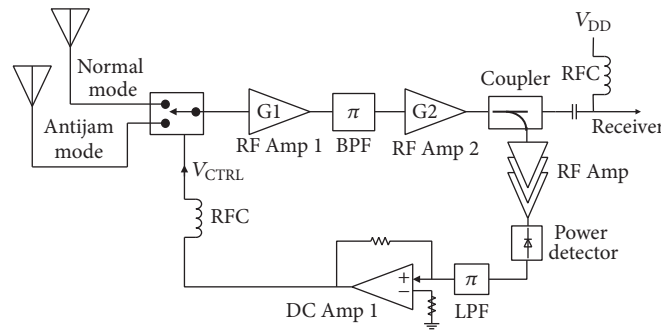 V_DD
Normal
mode
Antijam
mode
G1
RF Amp 1
π
BPF
G2
RF Amp 2
Coupler
RFC
Receiver
RF Amp
V_CTRL
RFC
Power
detector
+
−
DC Amp 1
π
LPF